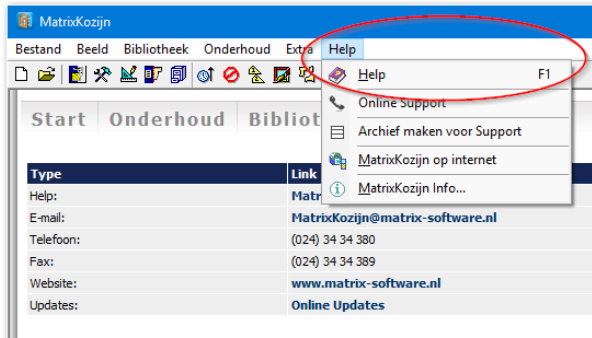 MatrixKozijn
Bestand Beeld Bibliotheek Onderhoud Extra Help
Help F1
Online Support
Archief maken voor Support
MatrixKozijn op internet
MatrixKozijn Info...
Start Onderhoud Bibliot
Type Link
Help: Matr
E-mail: MatrixKozijn@matrix-software.nl
Telefoon: (024) 34 34 380
Fax: (024) 34 34 389
Website: www.matrix-software.nl
Updates: Online Updates